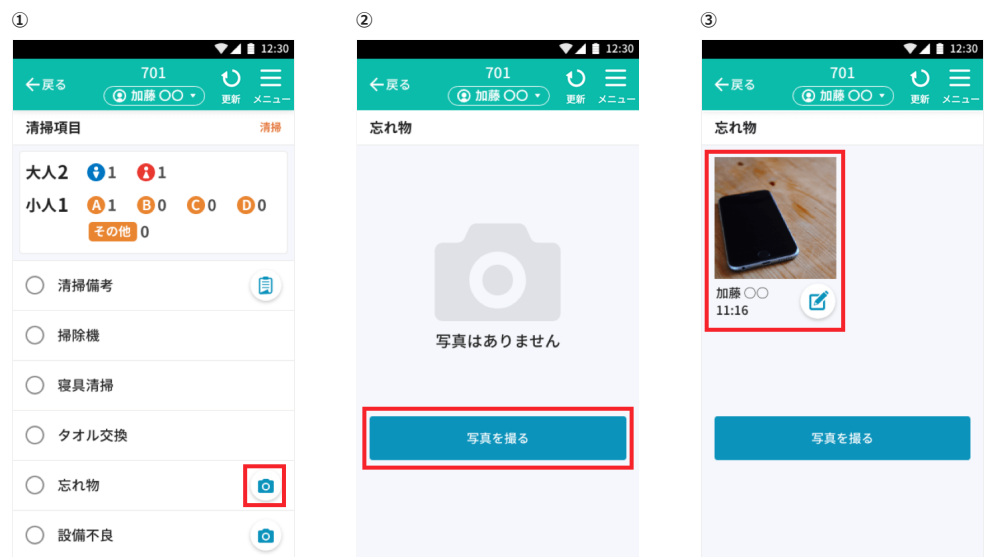 ①
12:30
戻る
701
加藤 〇〇
更新
メニュー
清掃項目
清掃
大人2
1
1
小人1
A 1
B 0
C 0
D 0
その他 0
清掃備考
掃除機
寝具清掃
タオル交換
忘れ物
設備不良
②
12:30
戻る
701
加藤 〇〇
更新
メニュー
忘れ物
写真はありません
写真を撮る
③
12:30
戻る
701
加藤 〇〇
更新
メニュー
忘れ物
加藤 〇〇
11:16
写真を撮る